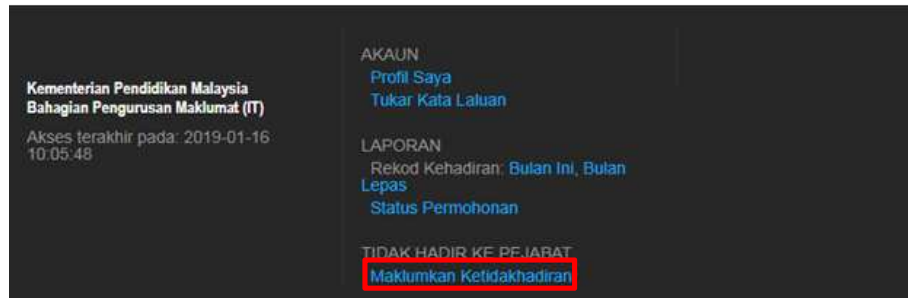 Kementerian Pendidikan Malaysia
Bahagian Pengurusan Maklumat (IT)
Akses terakhir pada: 2019-01-16
10:05:48
AKAUN
Profil Saya
Tukar Kata Laluan
LAPORAN
Rekod Kehadiran: Bulan Ini, Bulan
Lepas
Status Permohonan
TIDAK HADIR KE PEJABAT
Maklumkan Ketidakhadiran